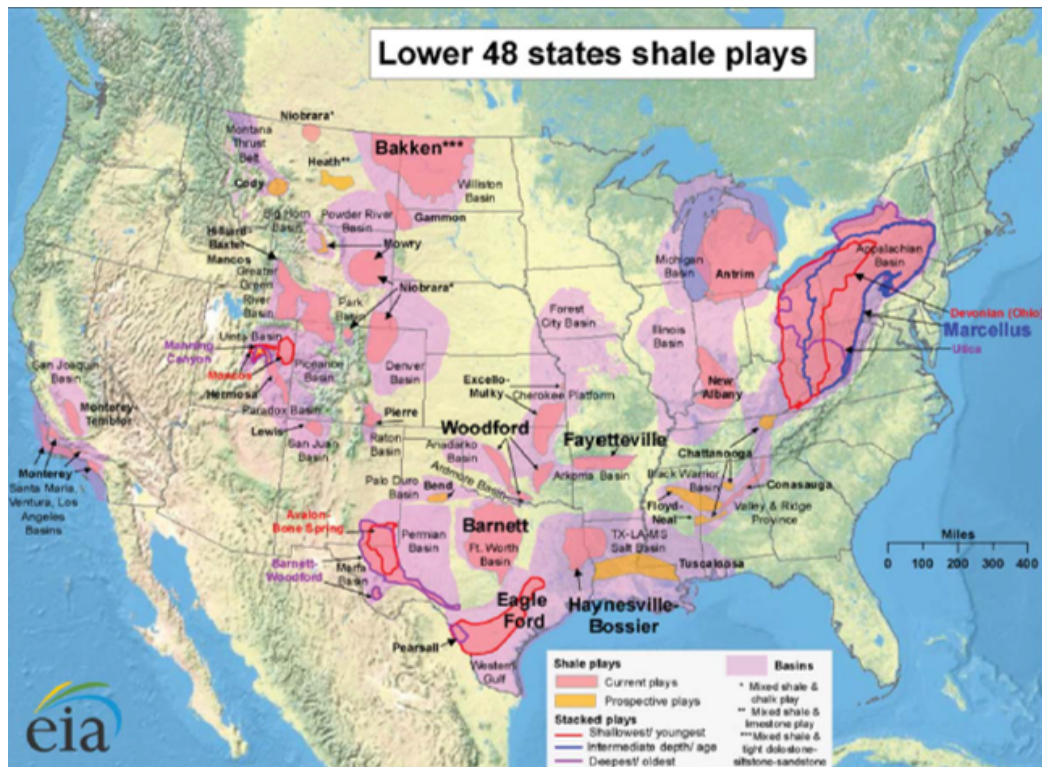 Lower 48 states shale plays
Niobrara*
Montana
Thrust
Belt
Bakken***
Heath**
Cody
Williston
Basin
Big Horn
Basin
Powder River
Basin
Gammon
Hilliard-
Baxter-
Mancos
Mowry
Greater
Green
River
Basin
Niobrara*
Park
Basin
Michigan
Basin
Antrim
Appalachian
Basin
Devonian (Ohio)
Marcellus
Utica
Forest
City Basin
Illinois
Basin
Uinta Basin
Manning
Canyon
Mancos
Piceance
Basin
Denver
Basin
Hermosa
San Joaquin
Basin
Monterey-
Temblor
Paradox Basin
Lewis
San Juan
Basin
Pierre
Raton
Basin
Excello-
Mulky
Cherokee Platform
New
Albany
Woodford
Anadarko
Basin
Fayetteville
Arkoma Basin
Chattanooga
Black Warrior
Basin
Conasauga
Monterey
Santa Maria,
Ventura, Los
Angeles
Basins
Palo Duro
Basin
Bend
Ardmore Basin
Floyd-
Neal
Valley & Ridge
Province
Avalon-
Bone Spring
Permian
Basin
Barnett
Ft. Worth
Basin
TX-LA-MS
Salt Basin
Tuscaloosa
Barnett-
Woodford
Marfa
Basin
Eagle
Ford
Haynesville-
Bossier
Pearsall
Western
Gulf
Miles
0 100 200 300 400
Shale plays
Current plays
Prospective plays
Stacked plays
Shallowest/ youngest
Intermediate depth/ age
Deepest/ oldest
Basins
* Mixed shale &
chalk play
** Mixed shale &
limestone play
***Mixed shale &
tight dolostone-
siltstone-sandstone
eia